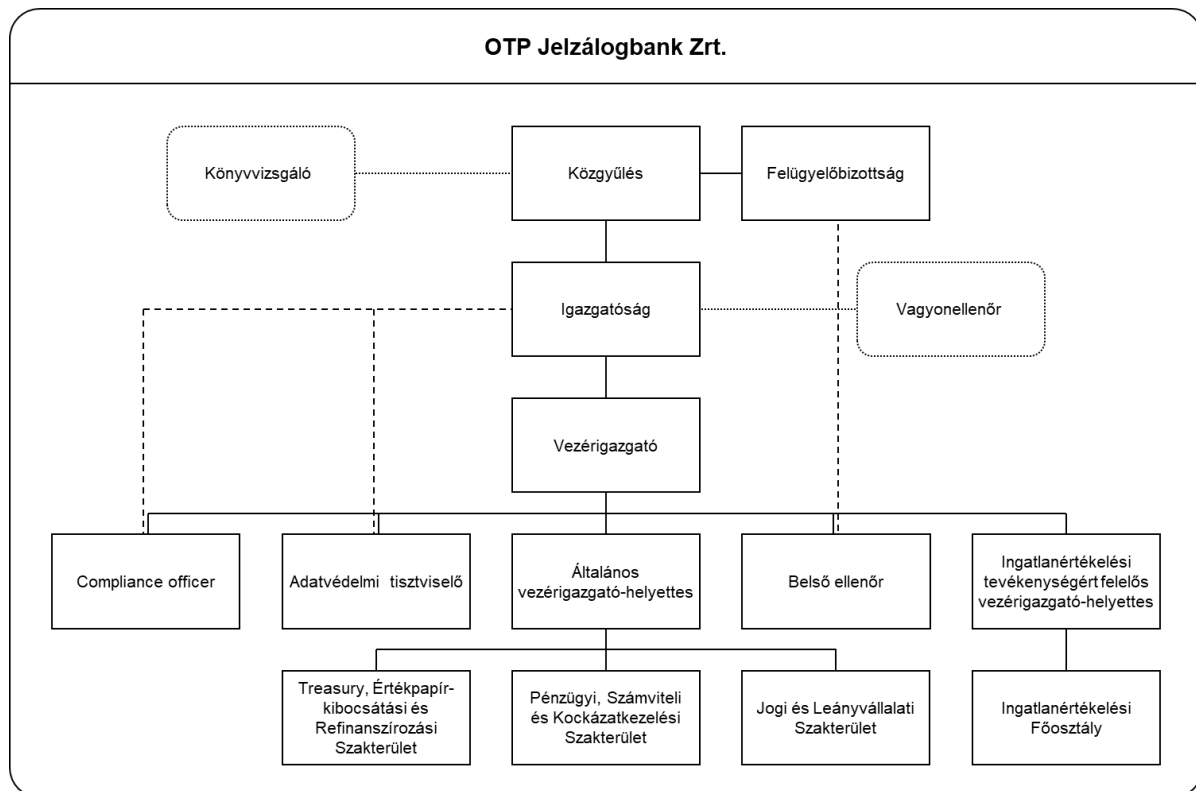 OTP Jelzálogbank Zrt.
Könyvvizsgáló
Közgyűlés
Felügyelőbizottság
Igazgatóság
Vagyonellenőr
Vezérigazgató
Compliance officer
Adatvédelmi tisztviselő
Általános
vezérigazgató-helyettes
Belső ellenőr
Ingatlanértékelési
tevékenységért felelős
vezérigazgató-helyettes
Treasury, Értékpapír-
kibocsátási és
Refinanszírozási
Szakterület
Pénzügyi, Számviteli
és Kockázatkezelési
Szakterület
Jogi és Leányvállalati
Szakterület
Ingatlanértékelési
Főosztály